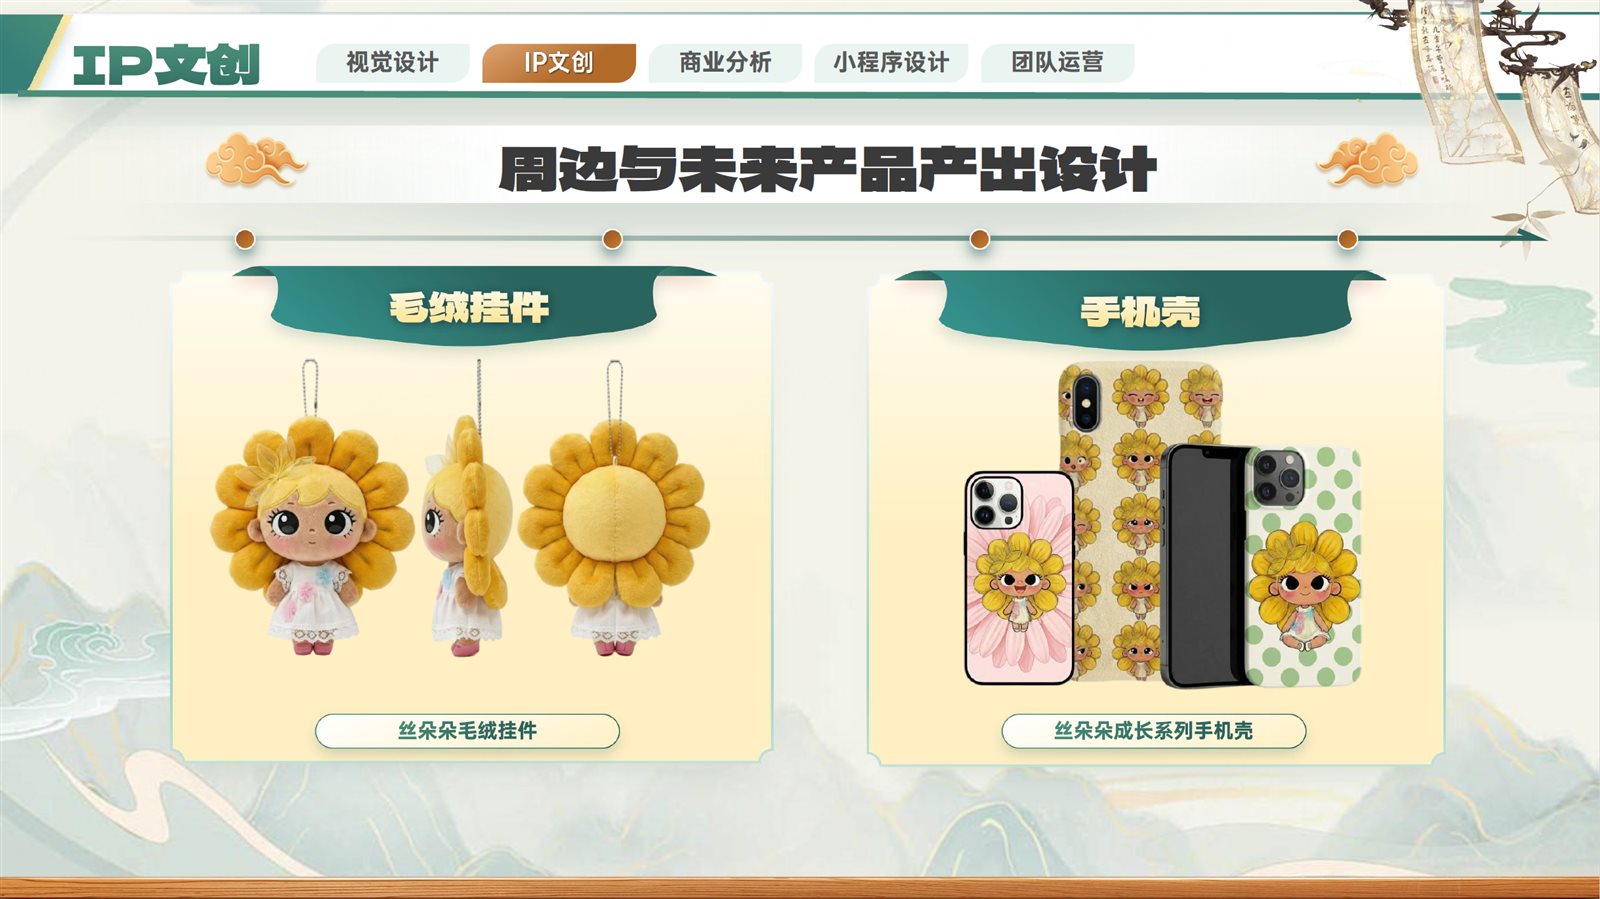 IP文创
视觉设计
IP文创
商业分析
小程序设计
团队运营
周边与未来产品产出设计
毛绒挂件
手机壳
丝朵朵毛绒挂件
丝朵朵成长系列手机壳